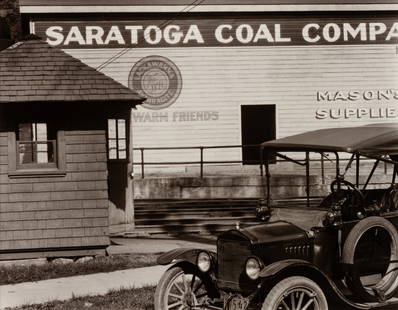 SARATOGA COAL COMPA
WARM FRIENDS
MASON'S
SUPPLIE